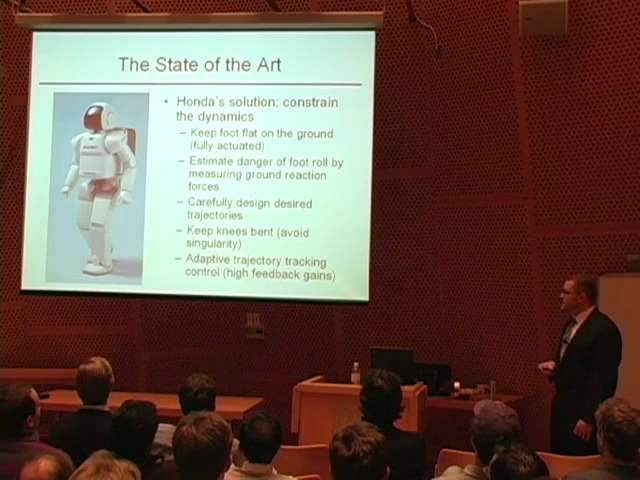 The State of the Art
• Honda's solution: constrain
the dynamics
– Keep foot flat on the ground
(fully actuated)
– Estimate danger of foot roll by
measuring ground reaction
forces
– Carefully design desired
trajectories
– Keep knees bent (avoid
singularity)
– Adaptive trajectory tracking
control (high feedback gains)